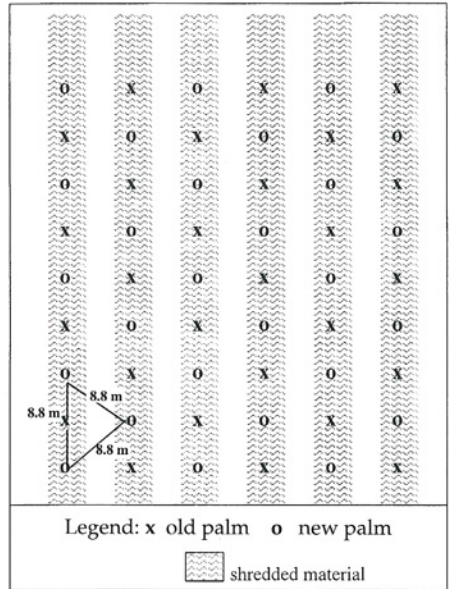 o x o x o x
x o x o x o
o x o x o x
x o x o x o
o x o x o x
x o x o x o
o x o x o x
8.8 m
8.8 m x o x o x o
8.8 m
o x o x o x
Legend: x old palm o new palm
shredded material